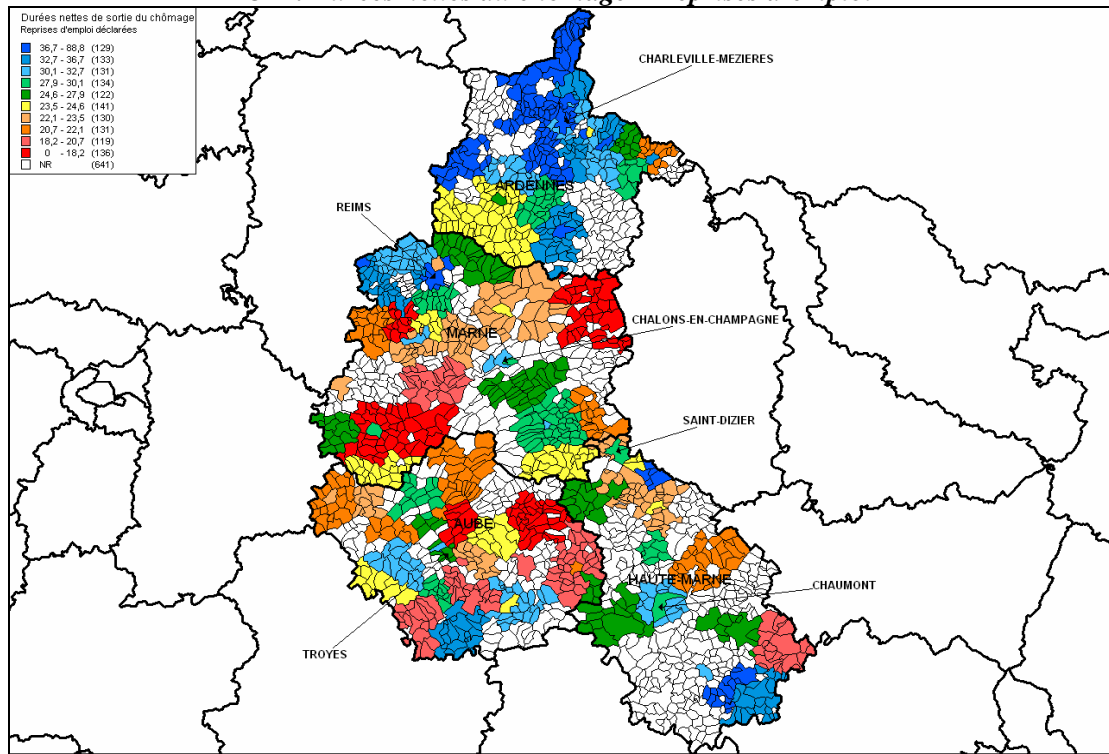 Durées nettes de sortie du chômage
Reprises d'emploi déclarées
36,7 - 88,8 (129)
32,7 - 36,7 (133)
30,1 - 32,7 (131)
27,9 - 30,1 (134)
24,6 - 27,9 (122)
23,5 - 24,6 (141)
22,1 - 23,5 (130)
20,7 - 22,1 (131)
18,2 - 20,7 (119)
0 - 18,2 (136)
NR (641)
CHARLEVILLE-MEZIERES
ARDENNES
REIMS
CHALONS-EN-CHAMPAGNE
MARNE
SAINT-DIZIER
AUBE
HAUTE-MARNE
CHAUMONT
TROYES